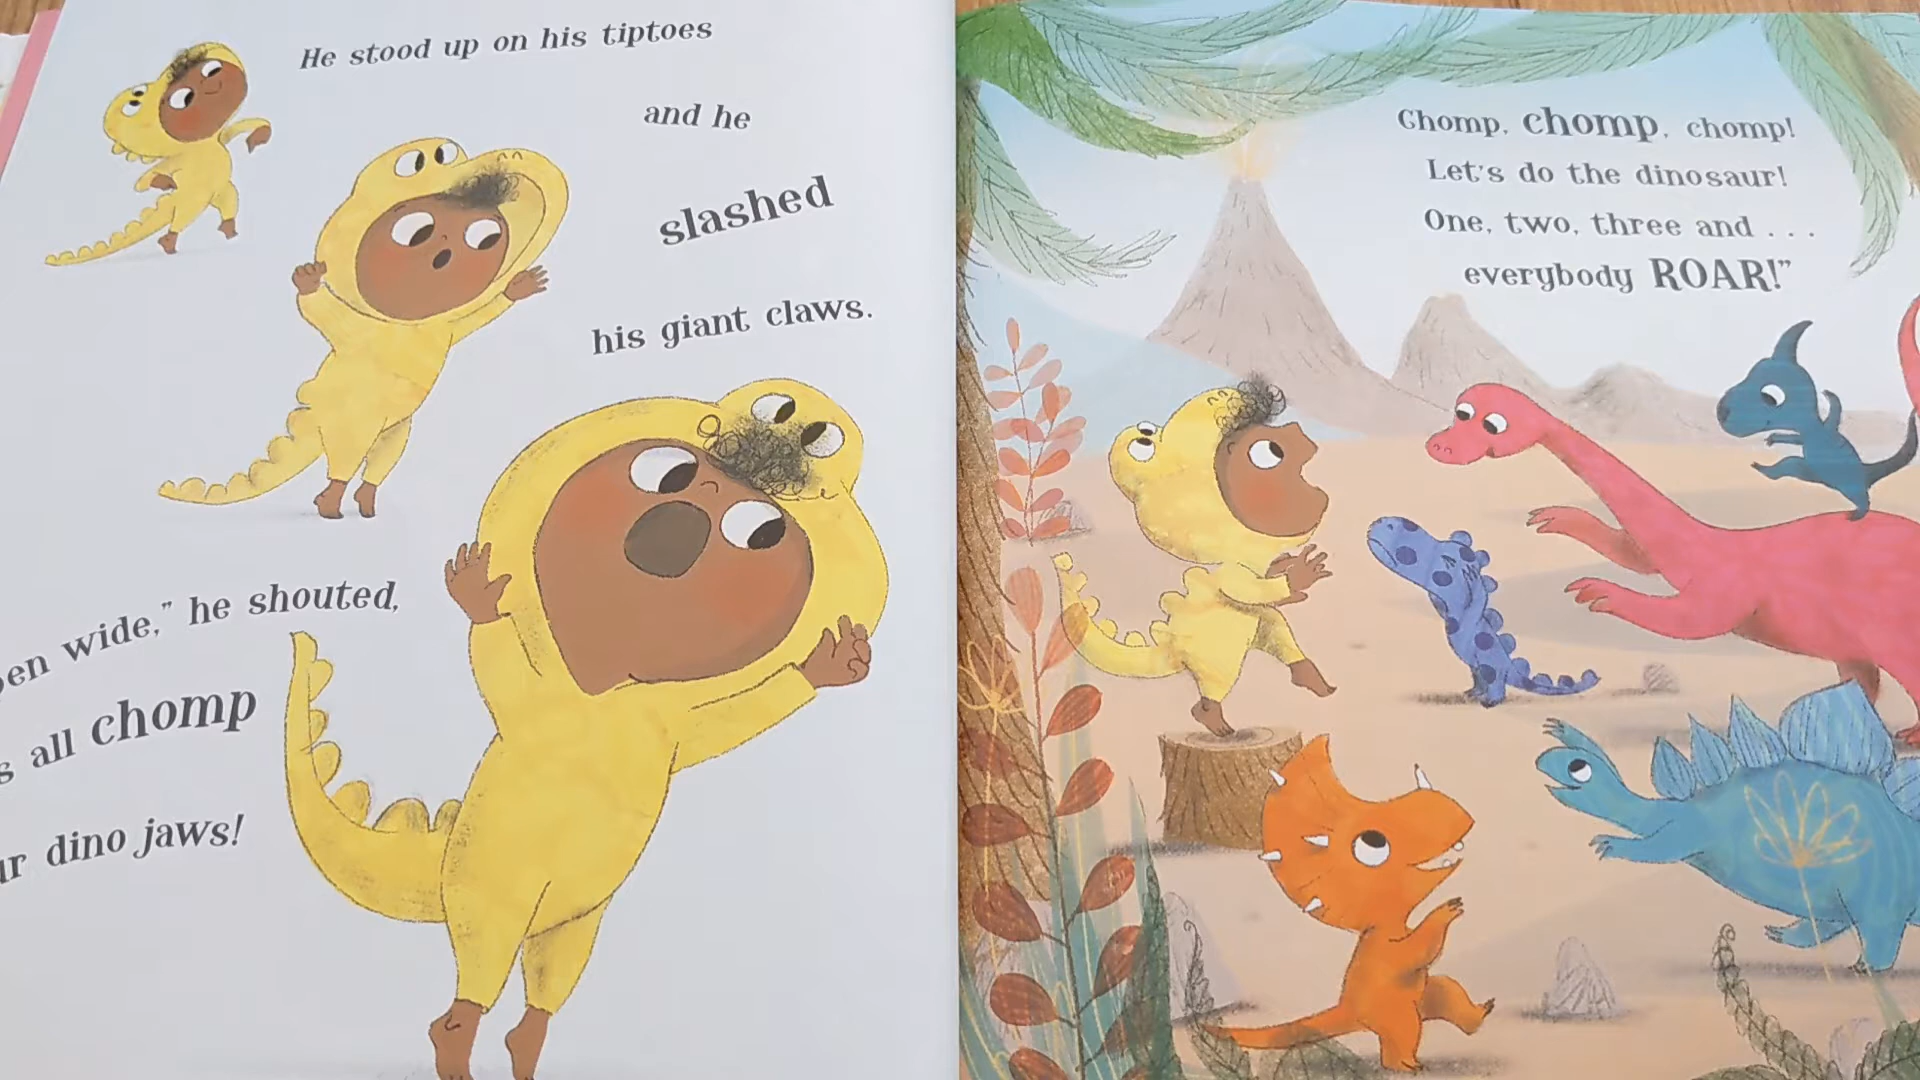 He stood up on his tiptoes
and he
slashed
his giant claws.
wide," he shouted,
all chomp
dino jaws!
Chomp, chomp, chomp!
Let's do the dinosaur!
One, two, three and . . .
everybody ROAR!"